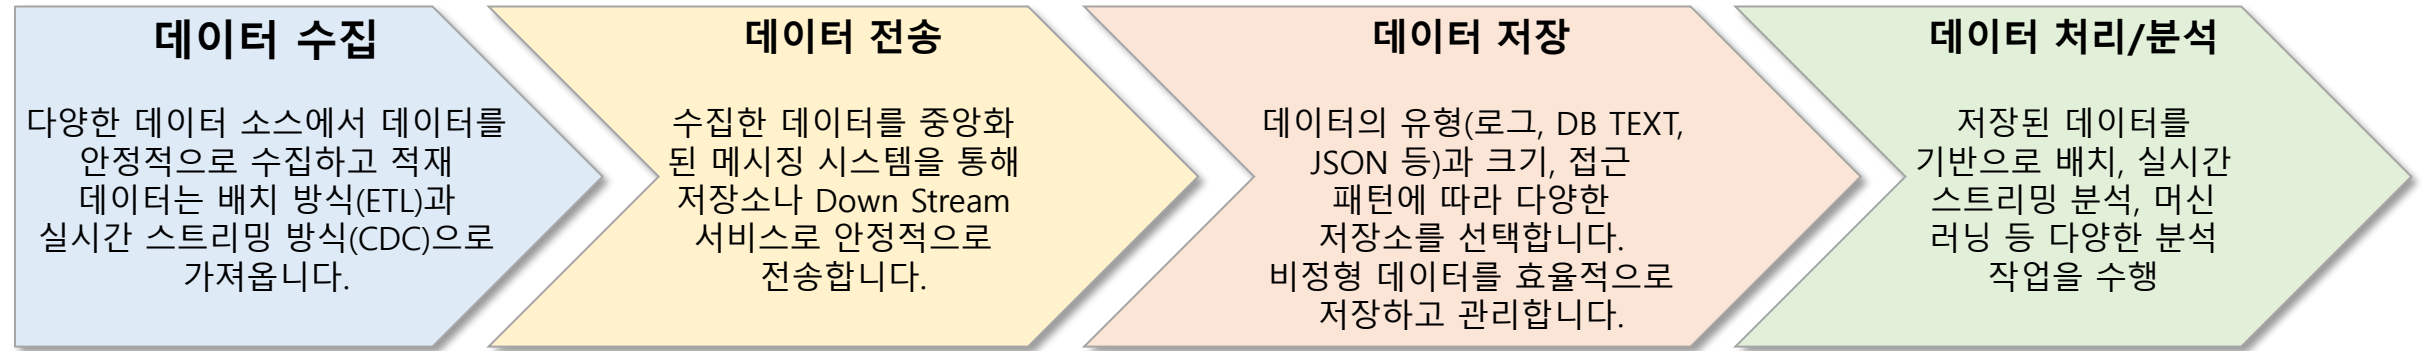 데이터 수집
다양한 데이터 소스에서 데이터를
안정적으로 수집하고 적재
데이터는 배치 방식(ETL)과
실시간 스트리밍 방식(CDC)으로
가져옵니다.
데이터 전송
수집한 데이터를 중앙화
된 메시징 시스템을 통해
저장소나 Down Stream
서비스로 안정적으로
전송합니다.
데이터 저장
데이터의 유형(로그, DB TEXT,
JSON 등)과 크기, 접근
패턴에 따라 다양한
저장소를 선택합니다.
비정형 데이터를 효율적으로
저장하고 관리합니다.
데이터 처리/분석
저장된 데이터를
기반으로 배치, 실시간
스트리밍 분석, 머신
러닝 등 다양한 분석
작업을 수행